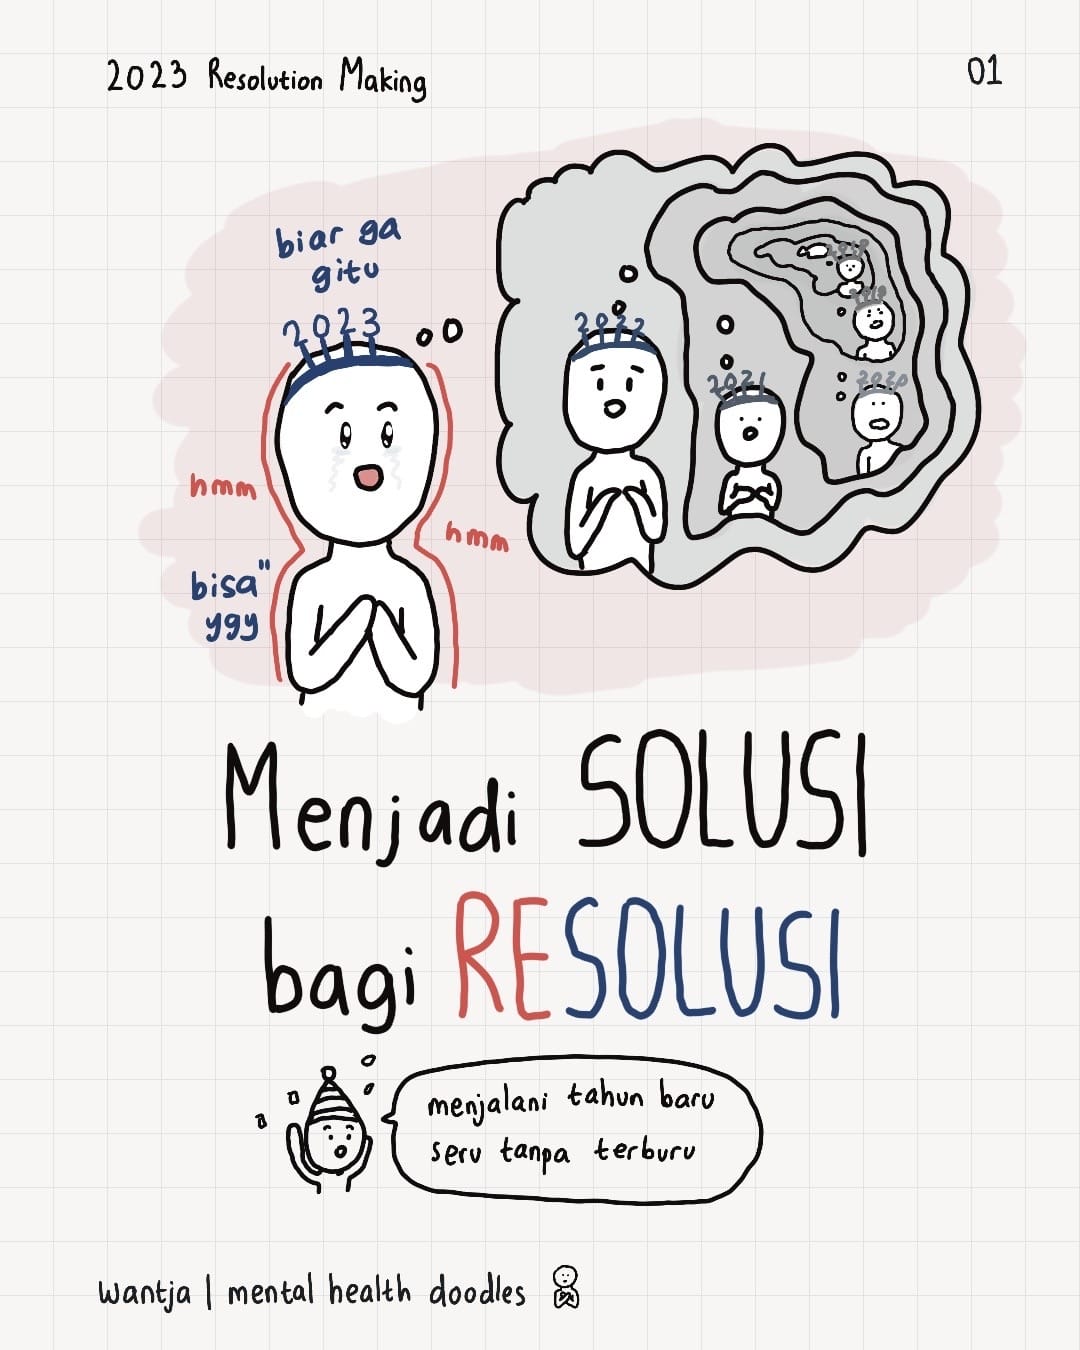 2023 Resolution Making
01
biar ga
gitu
2023
2022
2021
2020
hmm
hmm
bisa"
ygy
Menjadi SOLUSI
bagi RESOLUSI
menjalani tahun baru
seru tanpa terburu
wantja | mental health doodles